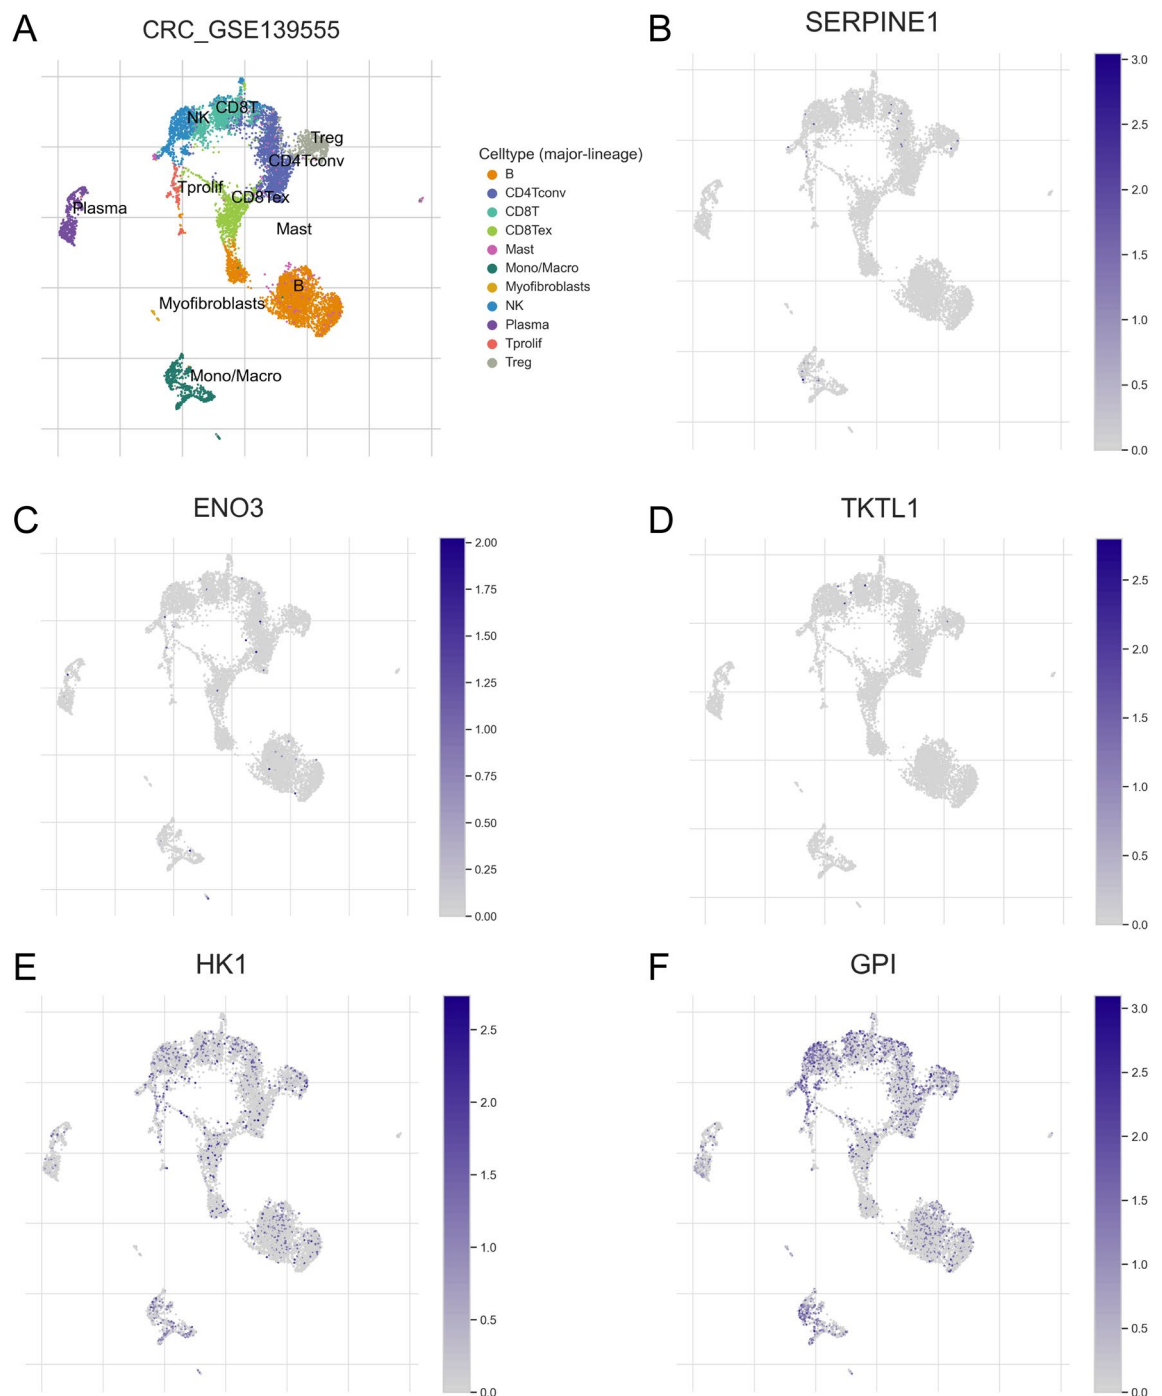 A
CRC_GSE139555
NK
CD8T
Treg
CD4Tconv
Tprolif
CD8Tex
Plasma
Mast
B
Myofibroblasts
Mono/Macro
Celltype (major-lineage)
B
CD4Tconv
CD8T
CD8Tex
Mast
Mono/Macro
Myofibroblasts
NK
Plasma
Tprolif
Treg
B
SERPINE1
3.0
2.5
2.0
1.5
1.0
0.5
0.0
C
ENO3
2.00
1.75
1.50
1.25
1.00
0.75
0.50
0.25
0.00
D
TKTL1
2.5
2.0
1.5
1.0
0.5
0.0
E
HK1
2.5
2.0
1.5
1.0
0.5
0.0
F
GPI
3.0
2.5
2.0
1.5
1.0
0.5
0.0